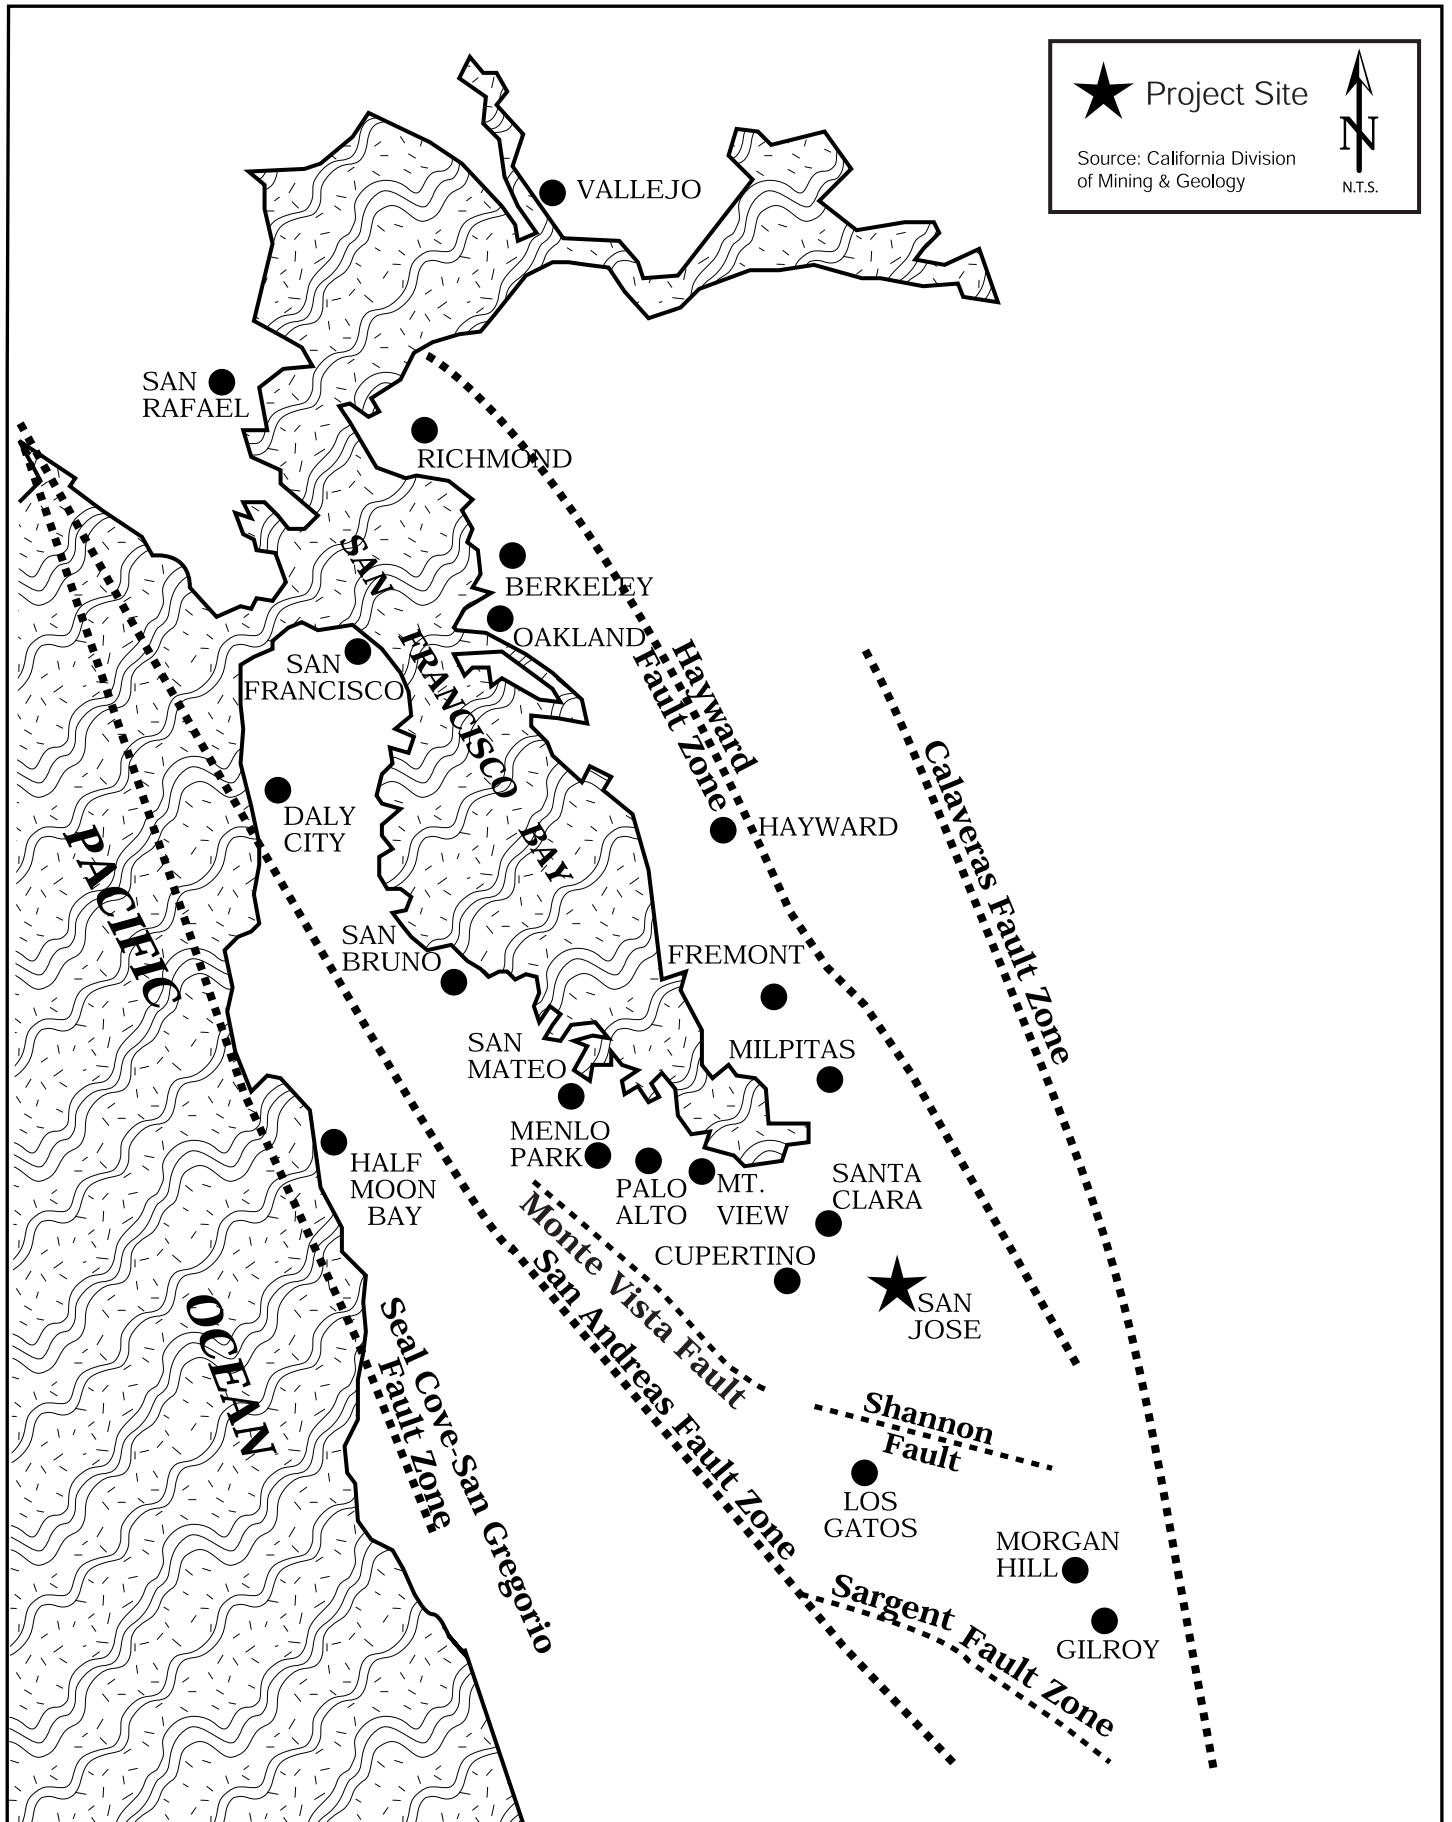 Project Site
Source: California Division
of Mining & Geology
N
N.T.S.
VALLEJO
SAN
RAFAEL
RICHMOND
BERKELEY
OAKLAND
SAN
FRANCISCO
BAY
SAN
FRANCISCO
Hayward
Fault Zone
Calaveras Fault Zone
DALY
CITY
HAYWARD
PACIFIC
OCEAN
SAN
BRUNO
FREMONT
SAN
MATEO
MILPITAS
MENLO
PARK
HALF
MOON
BAY
PALO
ALTO
MT.
VIEW
SANTA
CLARA
CUPERTINO
Monte Vista Fault
San Andreas Fault Zone
SAN
JOSE
Seal Cove-San Gregorio
Fault Zone
Shannon
Fault
LOS
GATOS
MORGAN
HILL
Sargent Fault Zone
GILROY